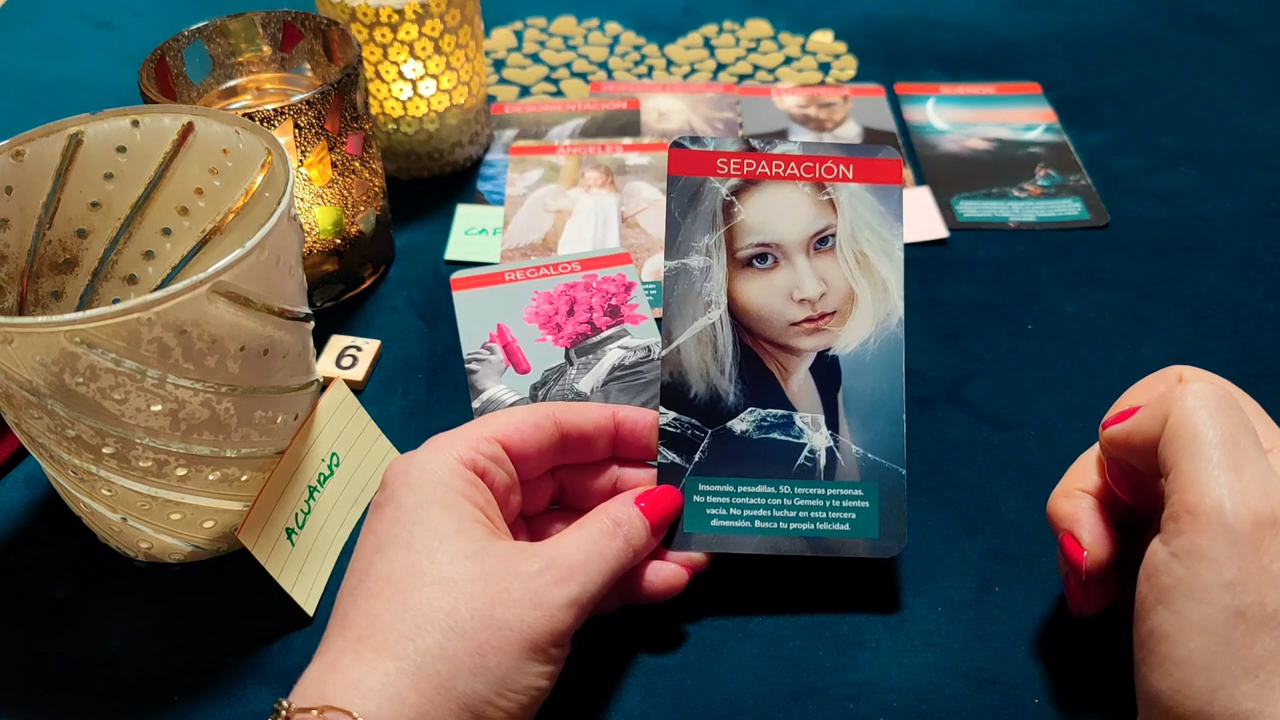 DESORIENTACIÓN
SUEÑOS
ÁNGELES
SEPARACIÓN
REGALOS
6
ACUARIO
Insomnio, pesadillas, 5D, terceras personas.
No tienes contacto con tu Gemelo y te sientes
vacía. No puedes luchar en esta tercera
dimensión. Busca tu propia felicidad.